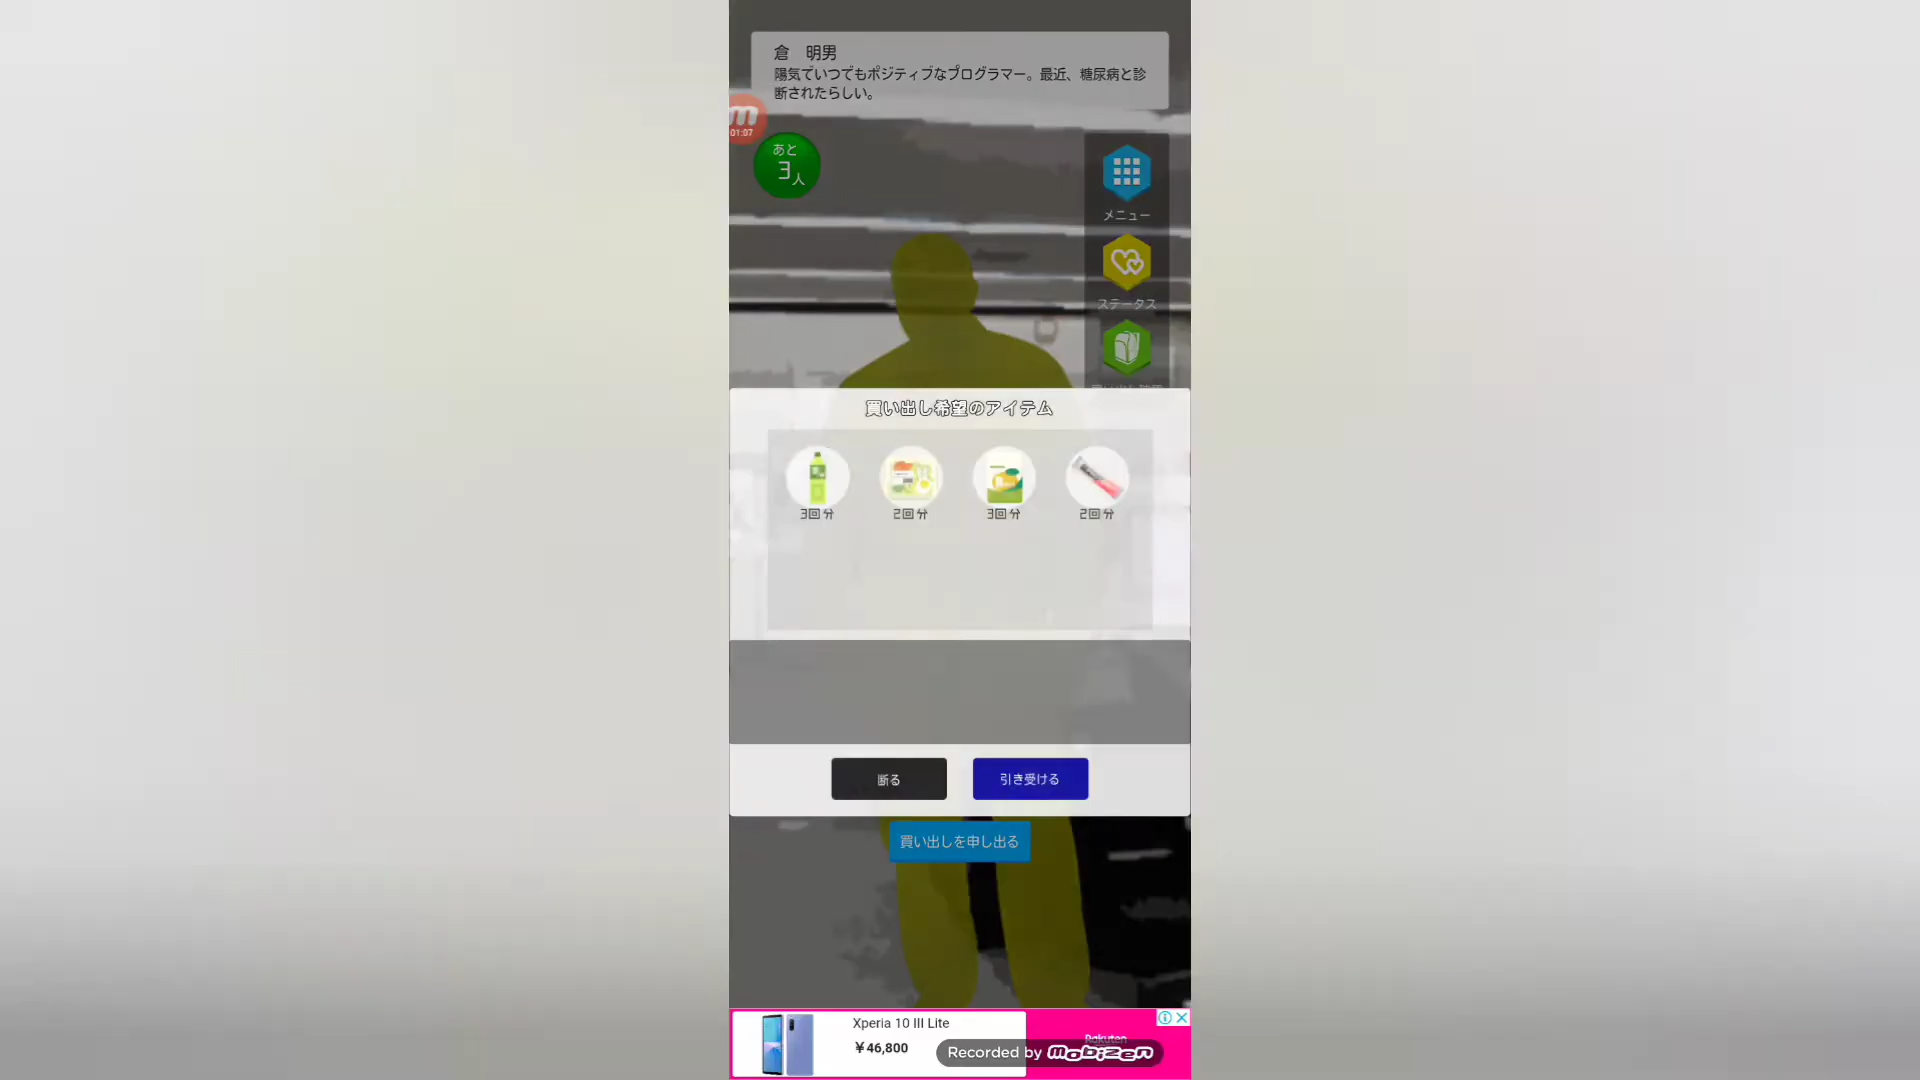 倉　明男
陽気でいつでもポジティブなプログラマー。最近、糖尿病と診
断されたらしい。
01:07
あと
3人
メニュー
ステータス
買い出し希望のアイテム
3回分
2回分
3回分
2回分
断る
引き受ける
買い出しを申し出る
Xperia 10 III Lite
¥46,800
Rakuten
Recorded by mobizen